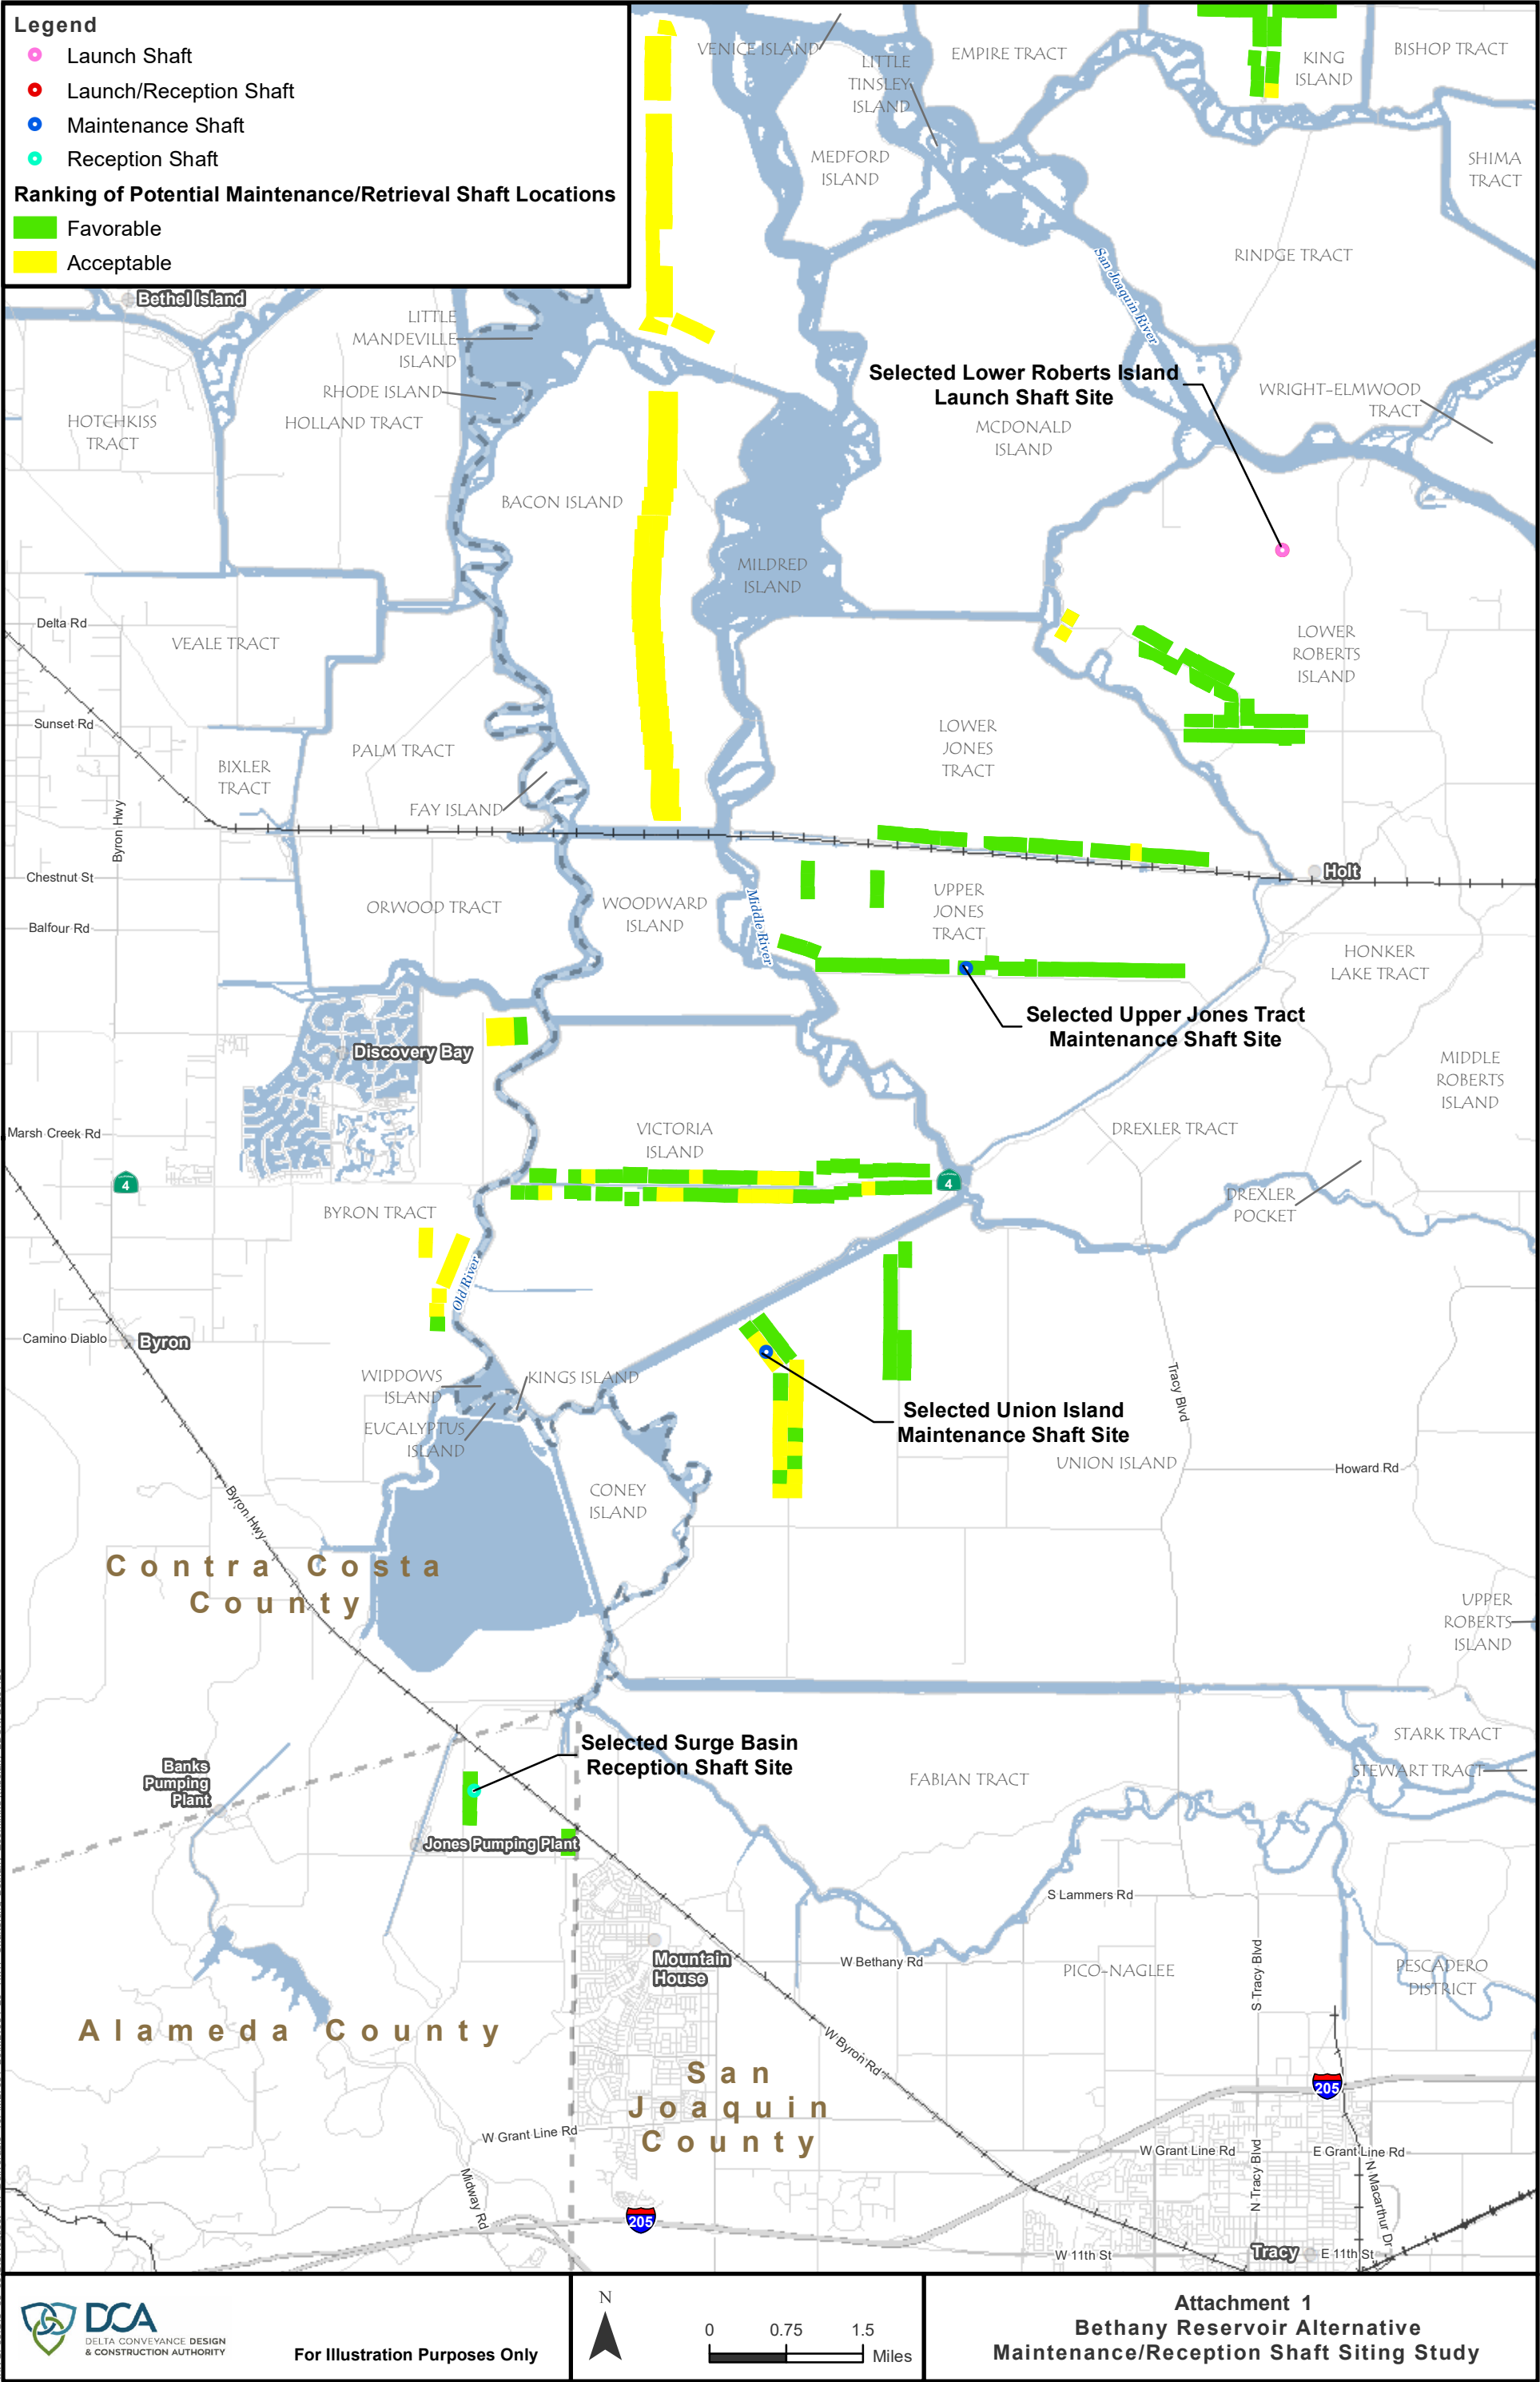 Legend
Launch Shaft
Launch/Reception Shaft
Maintenance Shaft
Reception Shaft
Ranking of Potential Maintenance/Retrieval Shaft Locations
Favorable
Acceptable
VENICE ISLAND
LITTLE
TINSLEY
ISLAND
EMPIRE TRACT
KING
ISLAND
BISHOP TRACT
MEDFORD
ISLAND
SHIMA
TRACT
RINDGE TRACT
San Joaquin River
Bethel Island
LITTLE
MANDEVILLE
ISLAND
RHODE ISLAND
HOTCHKISS
TRACT
HOLLAND TRACT
Selected Lower Roberts Island
Launch Shaft Site
MCDONALD
ISLAND
WRIGHT-ELMWOOD
TRACT
BACON ISLAND
MILDRED
ISLAND
Delta Rd
VEALE TRACT
LOWER
ROBERTS
ISLAND
Sunset Rd
PALM TRACT
BIXLER
TRACT
LOWER
JONES
TRACT
FAY ISLAND
Byron Hwy
Holt
Chestnut St
ORWOOD TRACT
WOODWARD
ISLAND
Middle River
UPPER
JONES
TRACT
Balfour Rd
HONKER
LAKE TRACT
Selected Upper Jones Tract
Maintenance Shaft Site
Discovery Bay
MIDDLE
ROBERTS
ISLAND
Marsh Creek Rd
VICTORIA
ISLAND
DREXLER TRACT
4
4
BYRON TRACT
DREXLER
POCKET
Old River
Camino Diablo
Byron
WIDDOWS
ISLAND
KINGS ISLAND
EUCALYPTUS
ISLAND
Tracy Blvd
Selected Union Island
Maintenance Shaft Site
UNION ISLAND
Howard Rd
CONEY
ISLAND
Byron Hwy
Contra Costa
County
UPPER
ROBERTS
ISLAND
STARK TRACT
STEWART TRACT
Selected Surge Basin
Reception Shaft Site
FABIAN TRACT
Banks
Pumping
Plant
Jones Pumping Plant
S Lammers Rd
Mountain
House
W Bethany Rd
PICO-NAGLEE
S Tracy Blvd
PESCADERO
DISTRICT
Alameda County
W Byron Rd
San
Joaquin
County
205
W Grant Line Rd
W Grant Line Rd
E Grant Line Rd
Midway Rd
N Tracy Blvd
N Macarthur Dr
205
W 11th St
Tracy
E 11th St
DCA
DELTA CONVEYANCE DESIGN
& CONSTRUCTION AUTHORITY
For Illustration Purposes Only
N
0 0.75 1.5
Miles
Attachment 1
Bethany Reservoir Alternative
Maintenance/Reception Shaft Siting Study